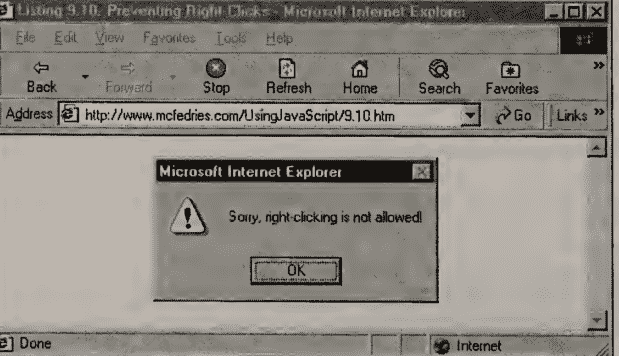 Listing 9.10. Preventing Right-Clicks - Microsoft Internet Explorer
File Edit View Favorites Tools Help
Back Forward Stop Refresh Home Search Favorites »
Address http://www.mcfedries.com/UsingJavaScript/9.10.htm Go Links »
Microsoft Internet Explorer
Sorry, right-clicking is not allowed!
OK
Done Internet